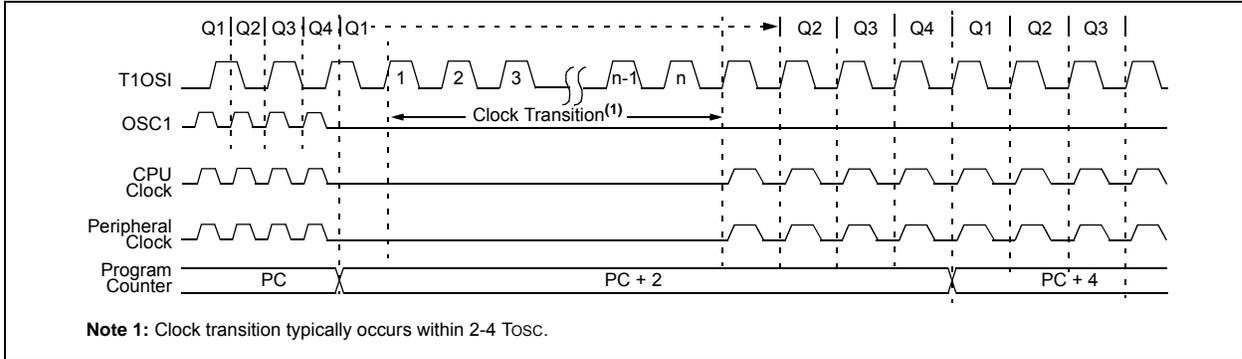 Q1 Q2 Q3 Q4 Q1 Q2 Q3 Q4 Q1 Q2 Q3
T1OSI 1 2 3 n-1 n
Clock Transition(1)
OSC1
CPU
Clock
Peripheral
Clock
Program
Counter
PC PC + 2 PC + 4
Note 1: Clock transition typically occurs within 2-4 TOSC.